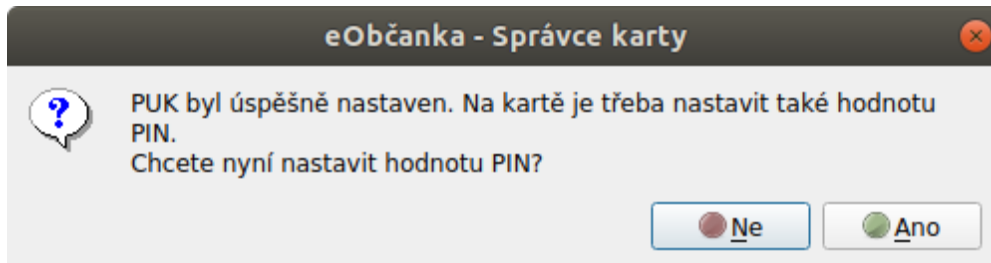 eObčanka - Správce karty
PUK byl úspěšně nastaven. Na kartě je třeba nastavit také hodnotu
PIN.
Chcete nyní nastavit hodnotu PIN?
Ne
Ano